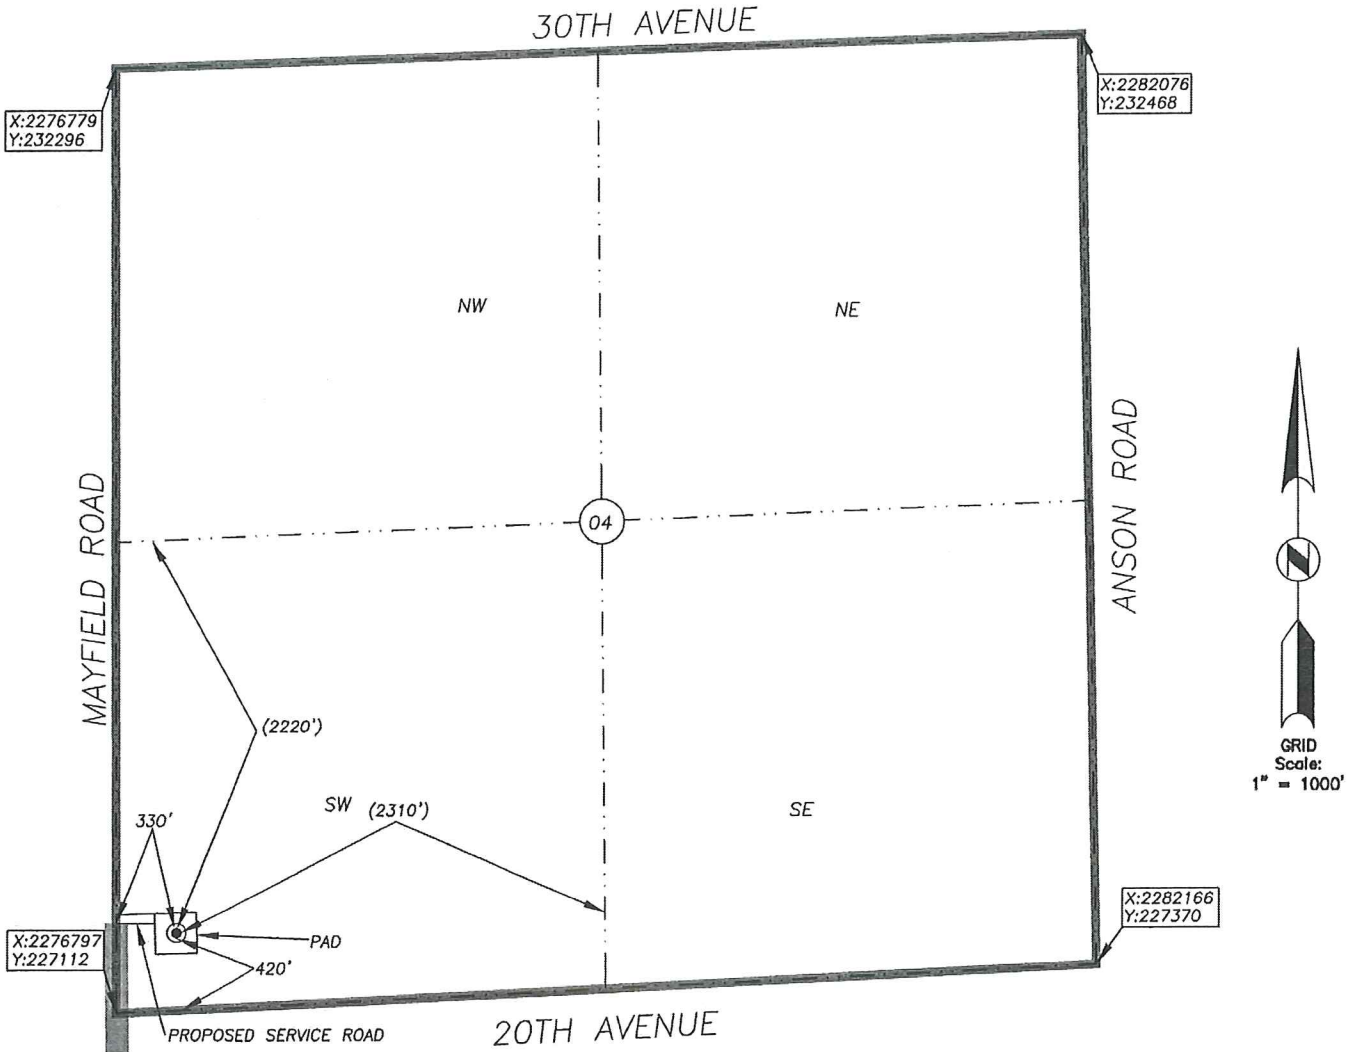 30TH AVENUE
X:2276779
Y:232296
X:2282076
Y:232468
NW
NE
MAYFIELD ROAD
ANSON ROAD
04
N
GRID
Scale:
1" = 1000'
(2220')
SW (2310')
SE
330'
X:2282166
Y:227370
X:2276797
Y:227112
PAD
420'
PROPOSED SERVICE ROAD
20TH AVENUE